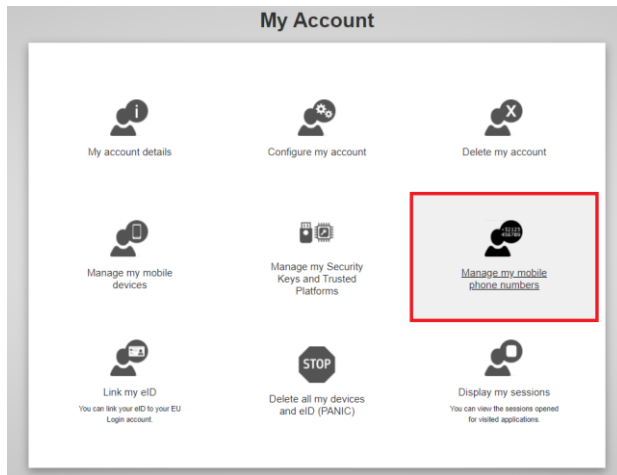 My Account
My account details
Configure my account
Delete my account
Manage my mobile
devices
Manage my Security
Keys and Trusted
Platforms
+32123
456789
Manage my mobile
phone numbers
Link my eID
You can link your eID to your EU
Login account.
STOP
Delete all my devices
and eID (PANIC)
Display my sessions
You can view the sessions opened
for visited applications.